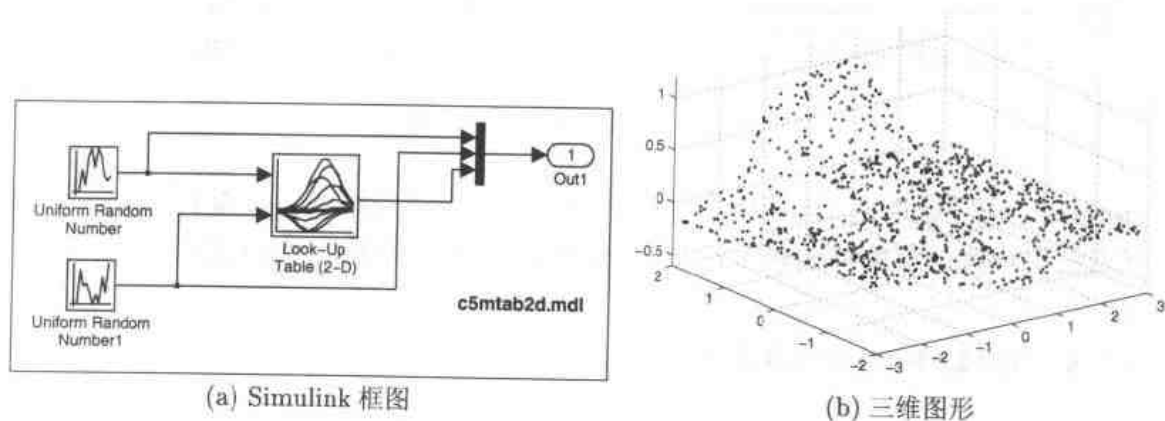 Uniform Random
Number
Uniform Random
Number1
Look-Up
Table (2-D)
1
Out1
c5mtab2d.mdl
(a) Simulink 框图
1
0.5
0
-0.5
2
1
0
-1
-2
-3
-2
-1
0
1
2
3
(b) 三维图形